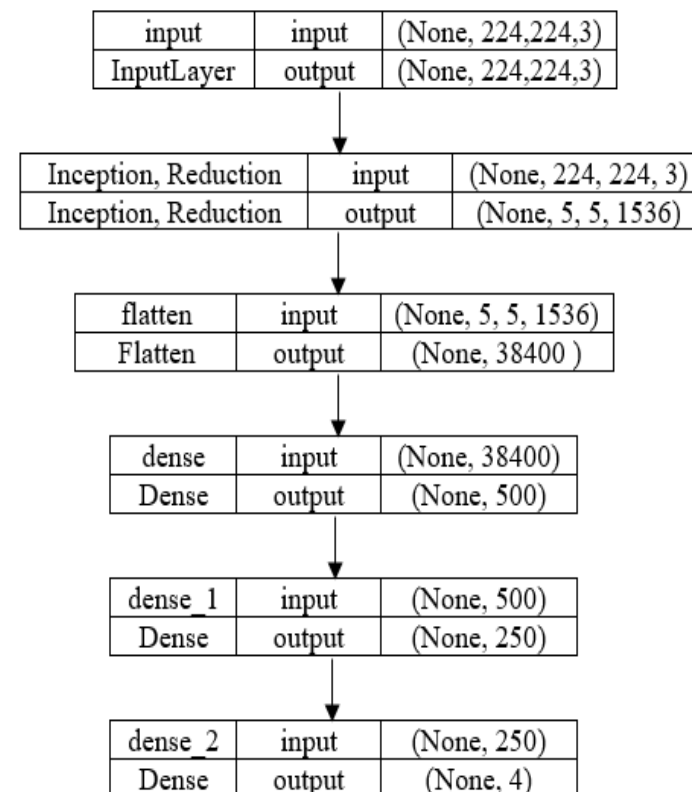 input input (None, 224,224,3)
InputLayer output (None, 224,224,3)
Inception, Reduction input (None, 224, 224, 3)
Inception, Reduction output (None, 5, 5, 1536)
flatten input (None, 5, 5, 1536)
Flatten output (None, 38400 )
dense input (None, 38400)
Dense output (None, 500)
dense_1 input (None, 500)
Dense output (None, 250)
dense_2 input (None, 250)
Dense output (None, 4)